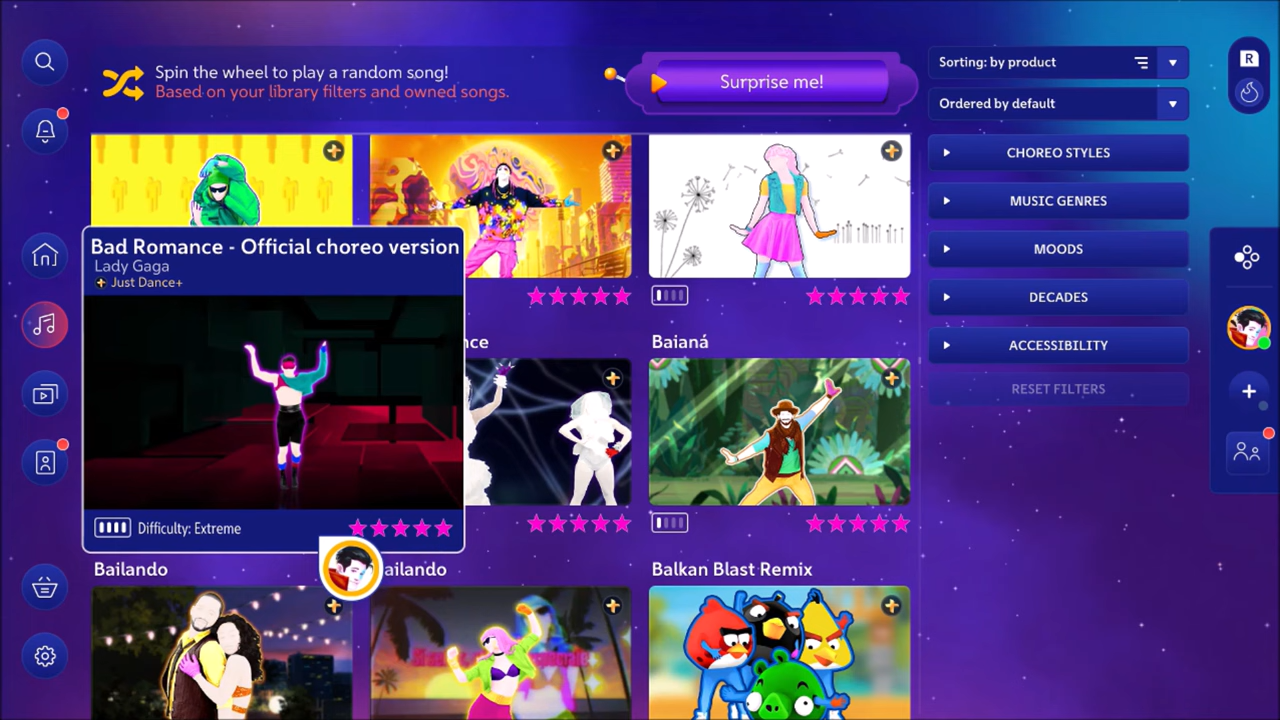 Spin the wheel to play a random song!
Based on your library filters and owned songs.
Surprise me!
Sorting: by product
Ordered by default
R
CHOREO STYLES
MUSIC GENRES
MOODS
DECADES
ACCESSIBILITY
RESET FILTERS
Bad Romance - Official choreo version
Lady Gaga
Just Dance+
Difficulty: Extreme
nce
Baianá
Bailando
ailando
Balkan Blast Remix